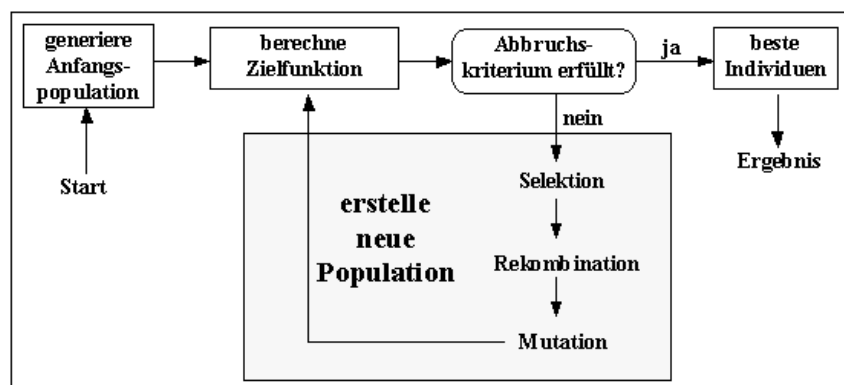 generiere
Anfangs-
population
berechne
Zielfunktion
Abbruchs-
kriterium erfüllt?
ja
beste
Individuen
nein
Start
Ergebnis
Selektion
erstelle
neue
Population
Rekombination
Mutation